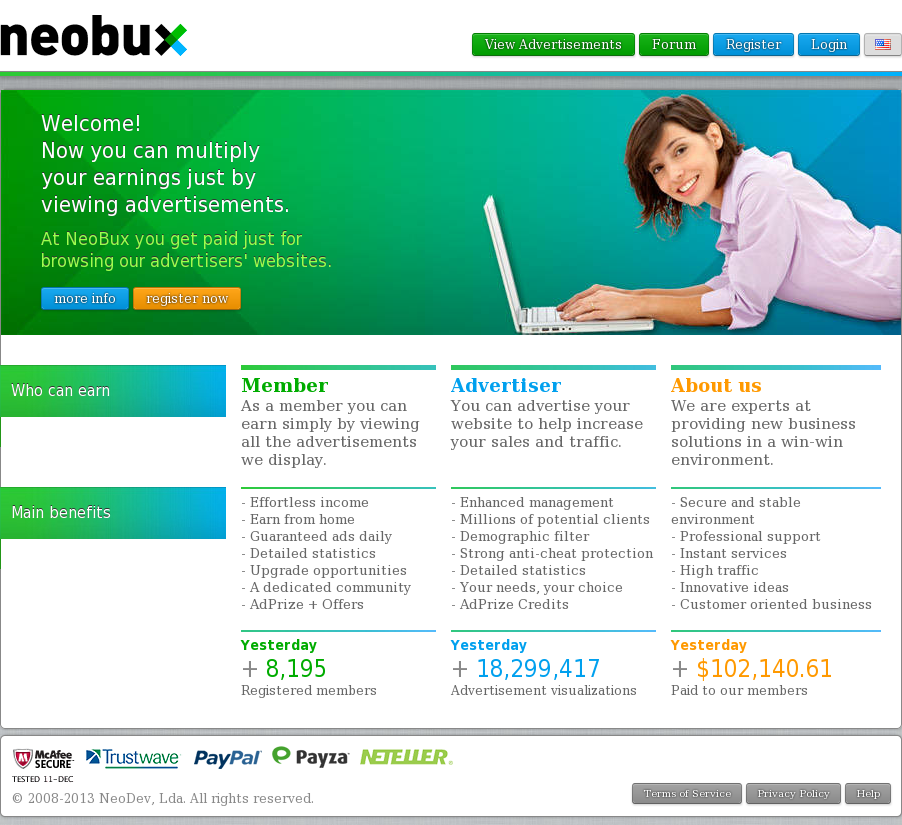 neobux
View Advertisements
Forum
Register
Login
Welcome!
Now you can multiply
your earnings just by
viewing advertisements.
At NeoBux you get paid just for
browsing our advertisers' websites.
more info
register now
Who can earn
Member
As a member you can
earn simply by viewing
all the advertisements
we display.
Advertiser
You can advertise your
website to help increase
your sales and traffic.
About us
We are experts at
providing new business
solutions in a win-win
environment.
Main benefits
- Effortless income
- Earn from home
- Guaranteed ads daily
- Detailed statistics
- Upgrade opportunities
- A dedicated community
- AdPrize + Offers
- Enhanced management
- Millions of potential clients
- Demographic filter
- Strong anti-cheat protection
- Detailed statistics
- Your needs, your choice
- AdPrize Credits
- Secure and stable
environment
- Professional support
- Instant services
- High traffic
- Innovative ideas
- Customer oriented business
Yesterday
+ 8,195
Registered members
Yesterday
+ 18,299,417
Advertisement visualizations
Yesterday
+ $102,140.61
Paid to our members
McAfee
SECURE
TESTED 11-DEC
Trustwave
PayPal
Payza
NETELLER
© 2008-2013 NeoDev, Lda. All rights reserved.
Terms of Service
Privacy Policy
Help